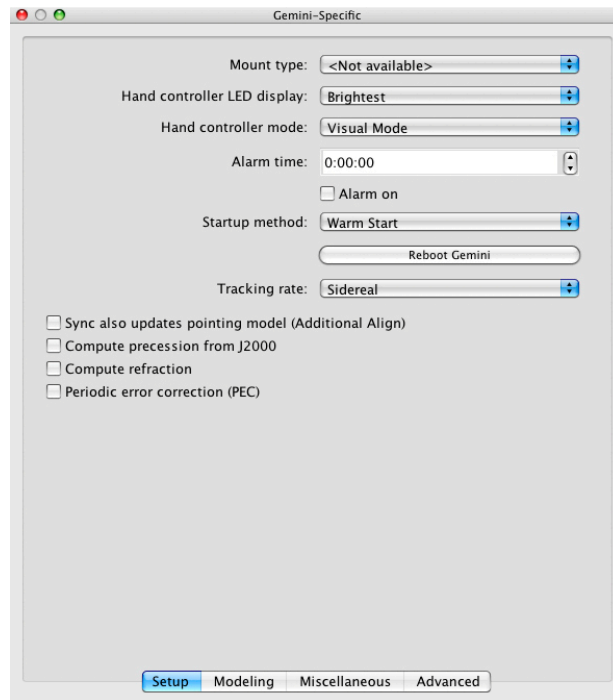 Gemini-Specific
Mount type: <Not available>
Hand controller LED display: Brightest
Hand controller mode: Visual Mode
Alarm time: 0:00:00
Alarm on
Startup method: Warm Start
Reboot Gemini
Tracking rate: Sidereal
Sync also updates pointing model (Additional Align)
Compute precession from J2000
Compute refraction
Periodic error correction (PEC)
Setup Modeling Miscellaneous Advanced